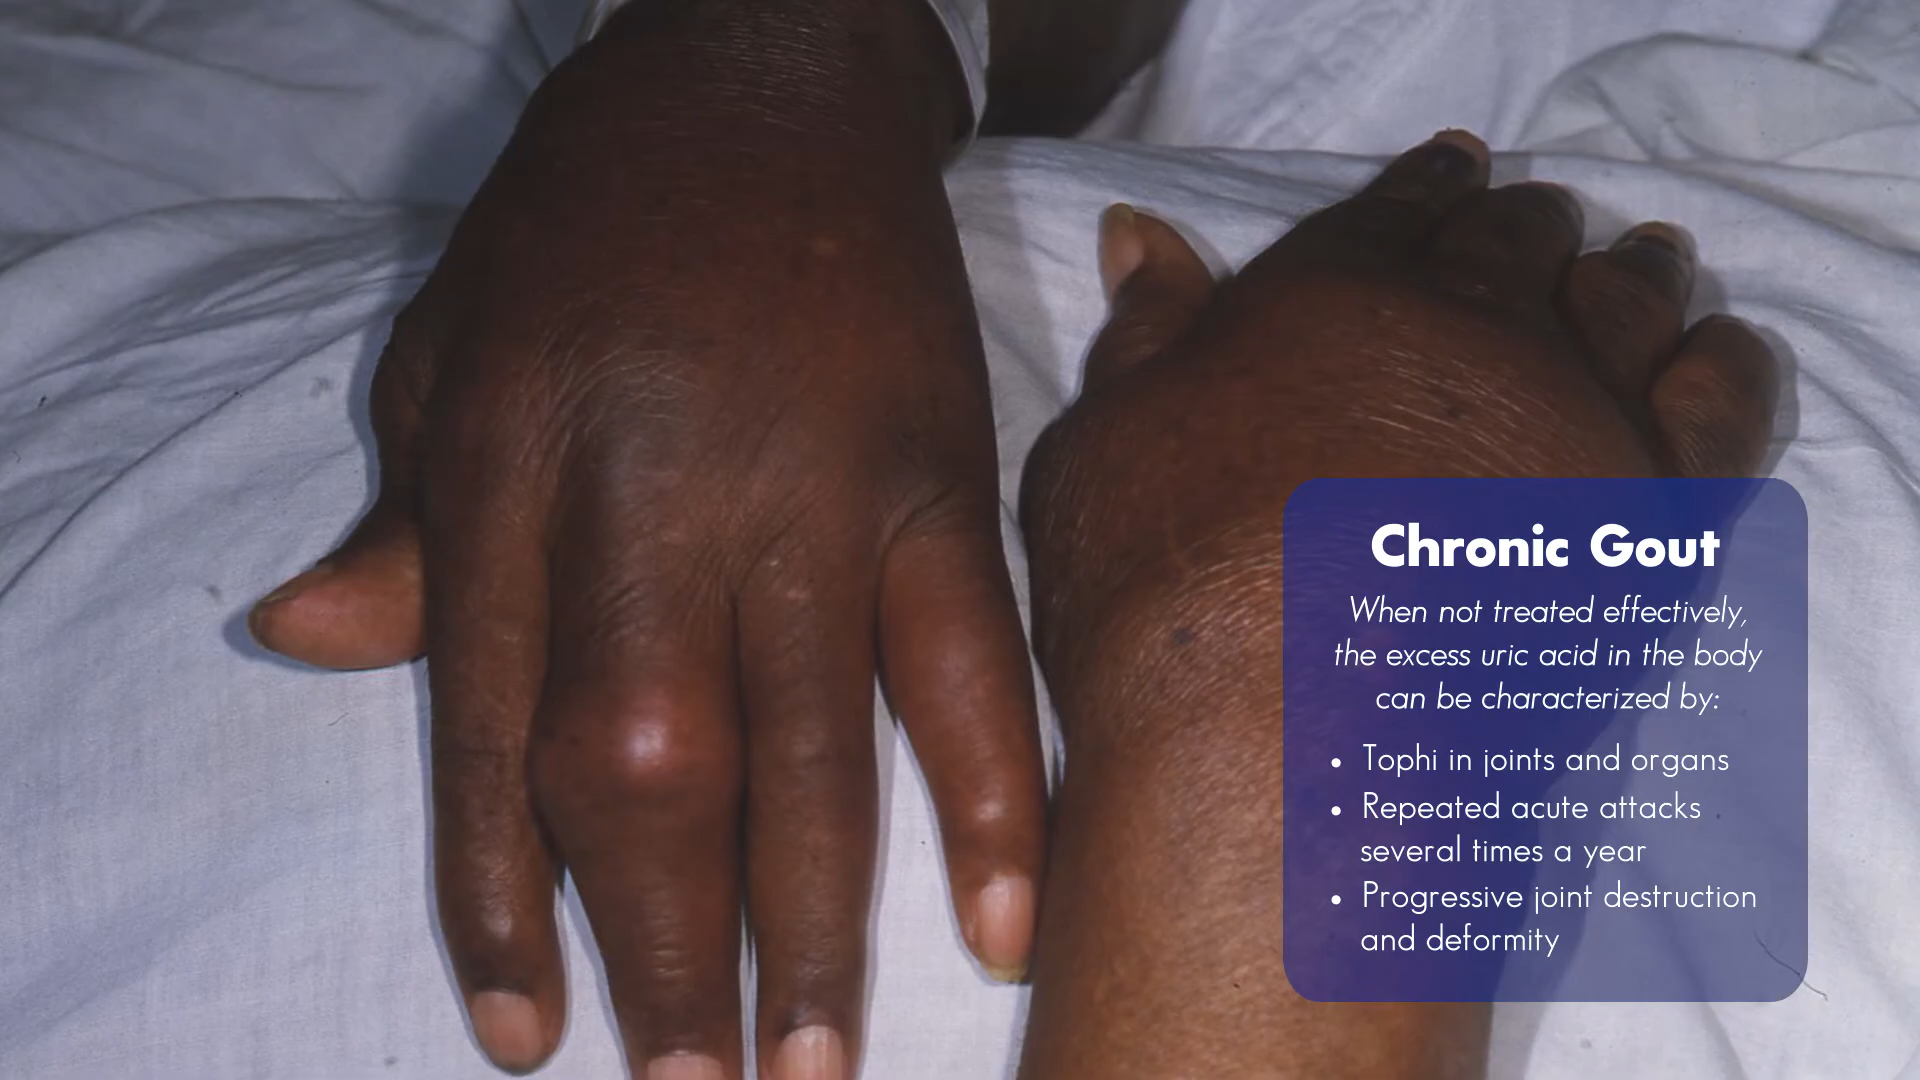 Chronic Gout
When not treated effectively,
the excess uric acid in the body
can be characterized by:
• Tophi in joints and organs
• Repeated acute attacks
several times a year
• Progressive joint destruction
and deformity